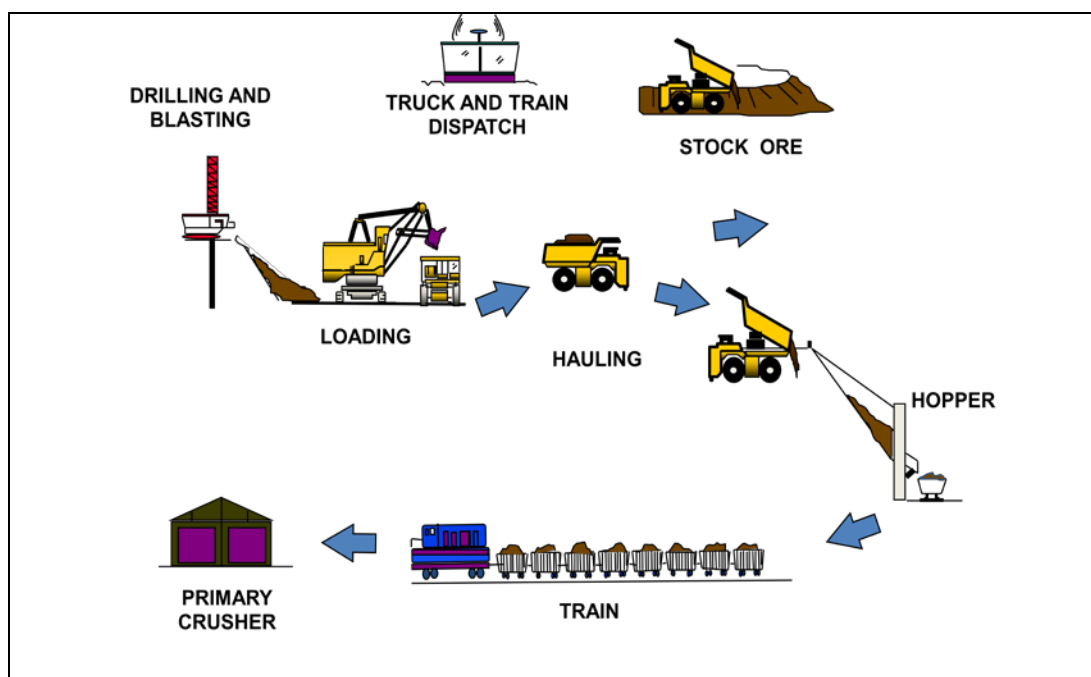 DRILLING AND
BLASTING
TRUCK AND TRAIN
DISPATCH
STOCK ORE
LOADING
HAULING
HOPPER
TRAIN
PRIMARY
CRUSHER